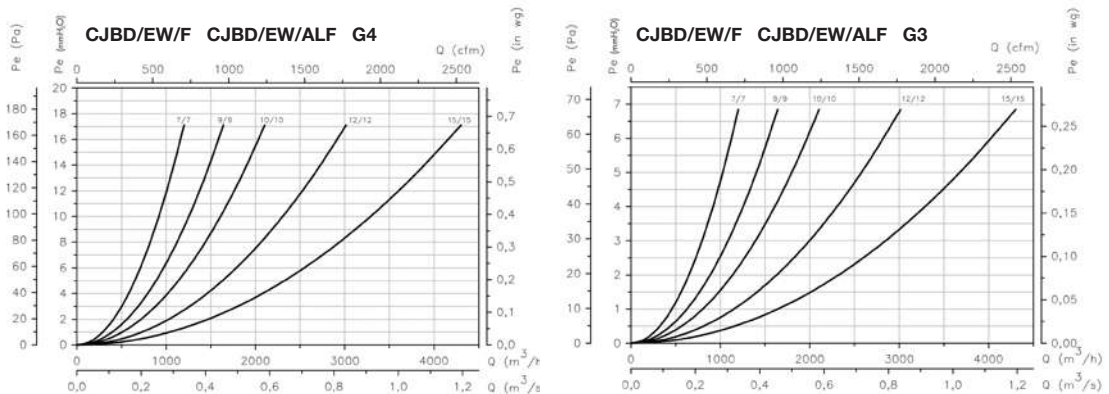 CJBD/EW/F CJBD/EW/ALF G4
Q (cfm)
0 500 1000 1500 2000 2500
Pe (Pa)
180
160
140
120
100
80
60
40
20
0
Pe (mmH2O)
20
18
16
14
12
10
8
6
4
2
0
7/7 9/9 10/10 12/12 15/15
Pe (in wg)
0,7
0,6
0,5
0,4
0,3
0,2
0,1
0,0
0 1000 2000 3000 4000 Q (m³/h
0,0 0,2 0,4 0,6 0,8 1,0 1,2 Q (m³/s
CJBD/EW/F CJBD/EW/ALF G3
Q (cfm)
0 500 1000 1500 2000 2500
Pe (Pa)
70
60
50
40
30
20
10
0
Pe (mmH2O)
7
6
5
4
3
2
1
0
7/7 9/9 10/10 12/12 15/15
Pe (in wg)
0,25
0,20
0,15
0,10
0,05
0,00
0 1000 2000 3000 4000 Q (m³/h)
0,0 0,2 0,4 0,6 0,8 1,0 1,2 Q (m³/s)